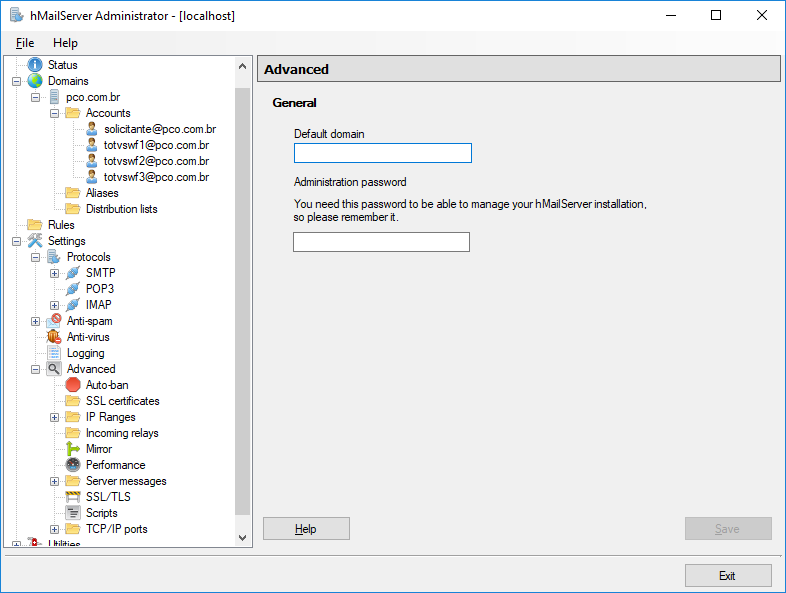 hMailServer Administrator - [localhost]
File Help
Status
Domains
pco.com.br
Accounts
solicitante@pco.com.br
totvswf1@pco.com.br
totvswf2@pco.com.br
totvswf3@pco.com.br
Aliases
Distribution lists
Rules
Settings
Protocols
SMTP
POP3
IMAP
Anti-spam
Anti-virus
Logging
Advanced
Auto-ban
SSL certificates
IP Ranges
Incoming relays
Mirror
Performance
Server messages
SSL/TLS
Scripts
TCP/IP ports
Utilities
Advanced
General
Default domain
Administration password
You need this password to be able to manage your hMailServer installation,
so please remember it.
Help
Save
Exit